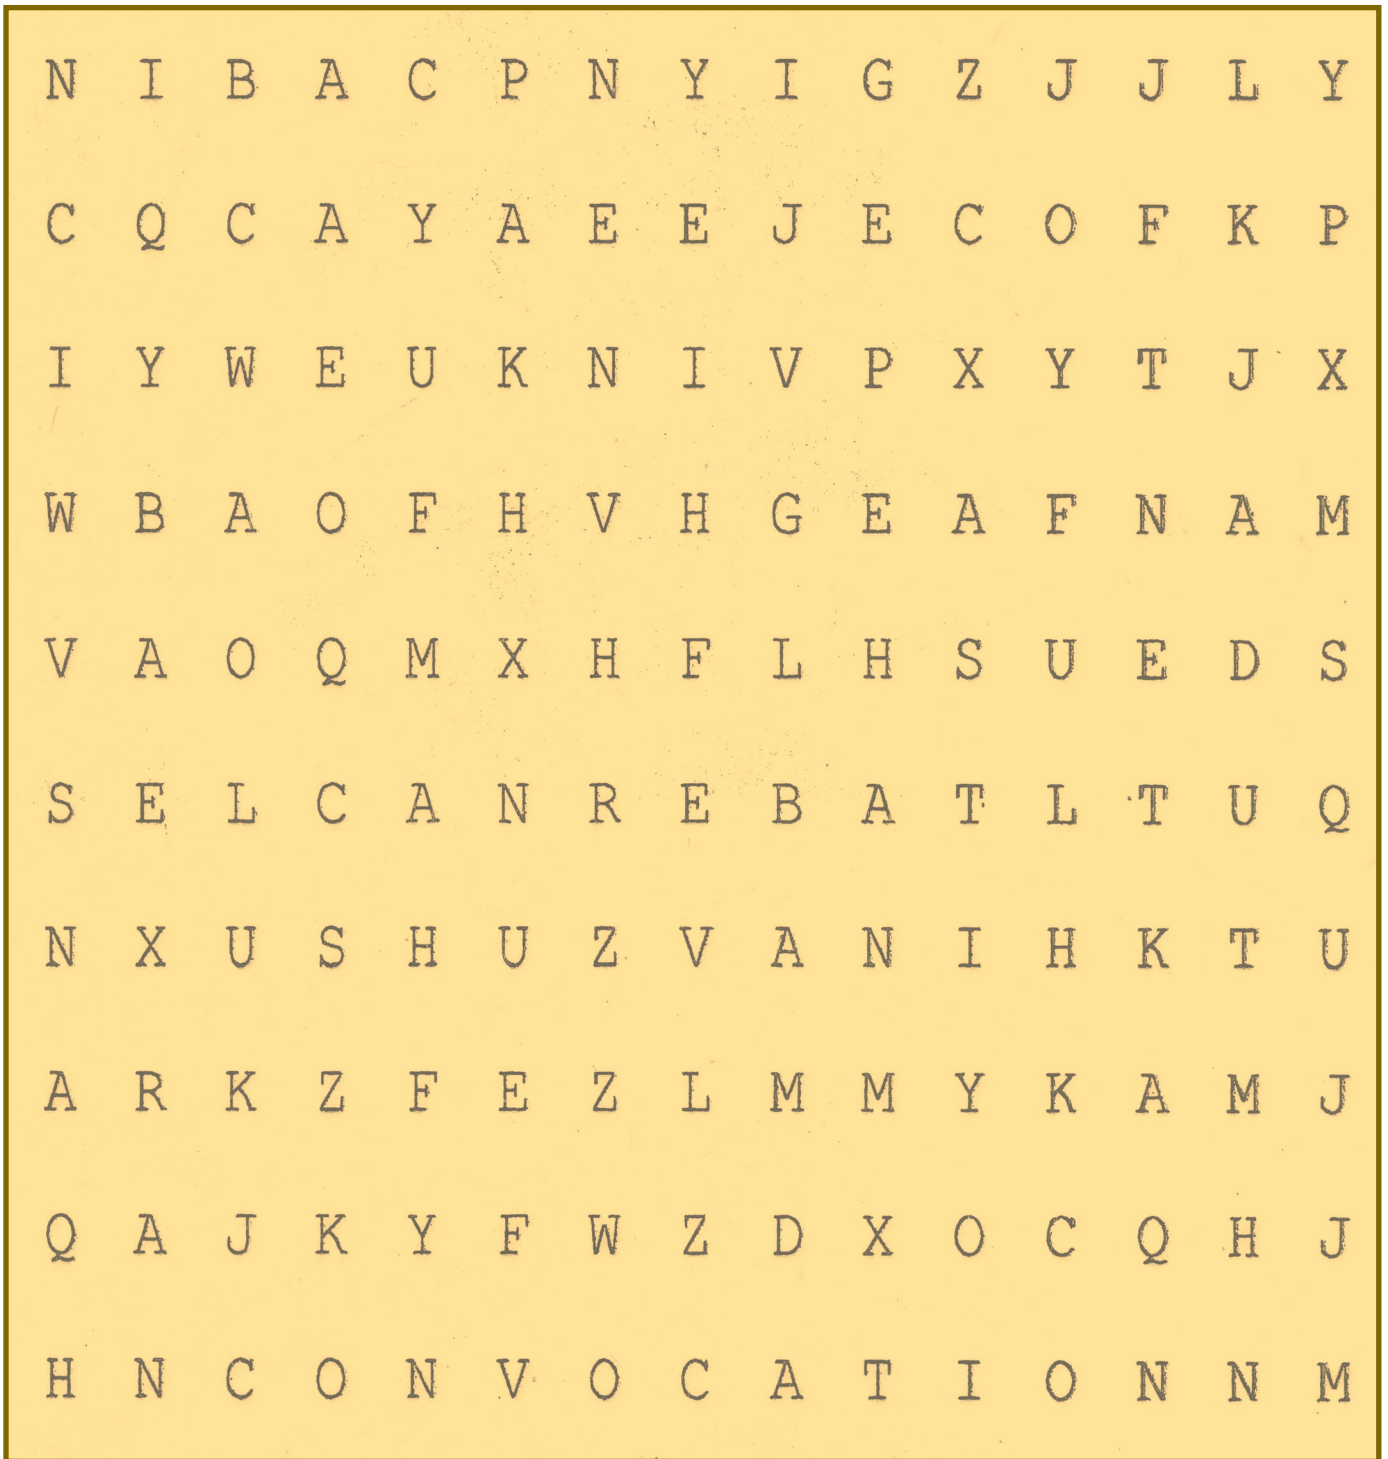 N I B A C P N Y I G Z J J L Y
C Q C A Y A E E J E C O F K P
I Y W E U K N I V P X Y T J X
W B A O F H V H G E A F N A M
V A O Q M X H F L H S U E D S
S E L C A N R E B A T L T U Q
N X U S H U Z V A N I H K T U
A R K Z F E Z L M M Y K A M J
Q A J K Y F W Z D X O C Q H J
H N C O N V O C A T I O N N M